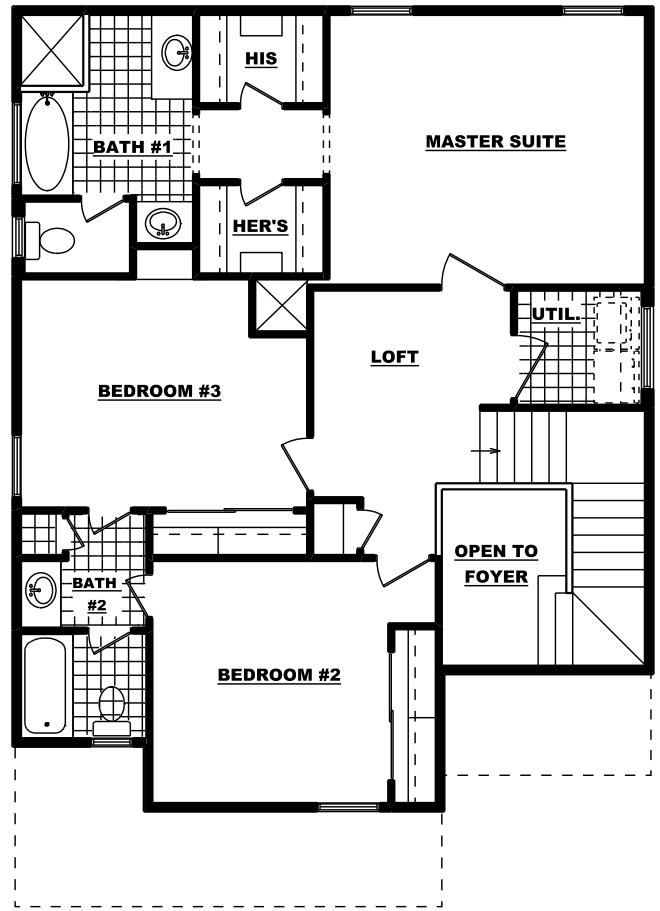 HIS
BATH #1
MASTER SUITE
HER'S
UTIL.
LOFT
BEDROOM #3
OPEN TO
FOYER
BATH
#2
BEDROOM #2